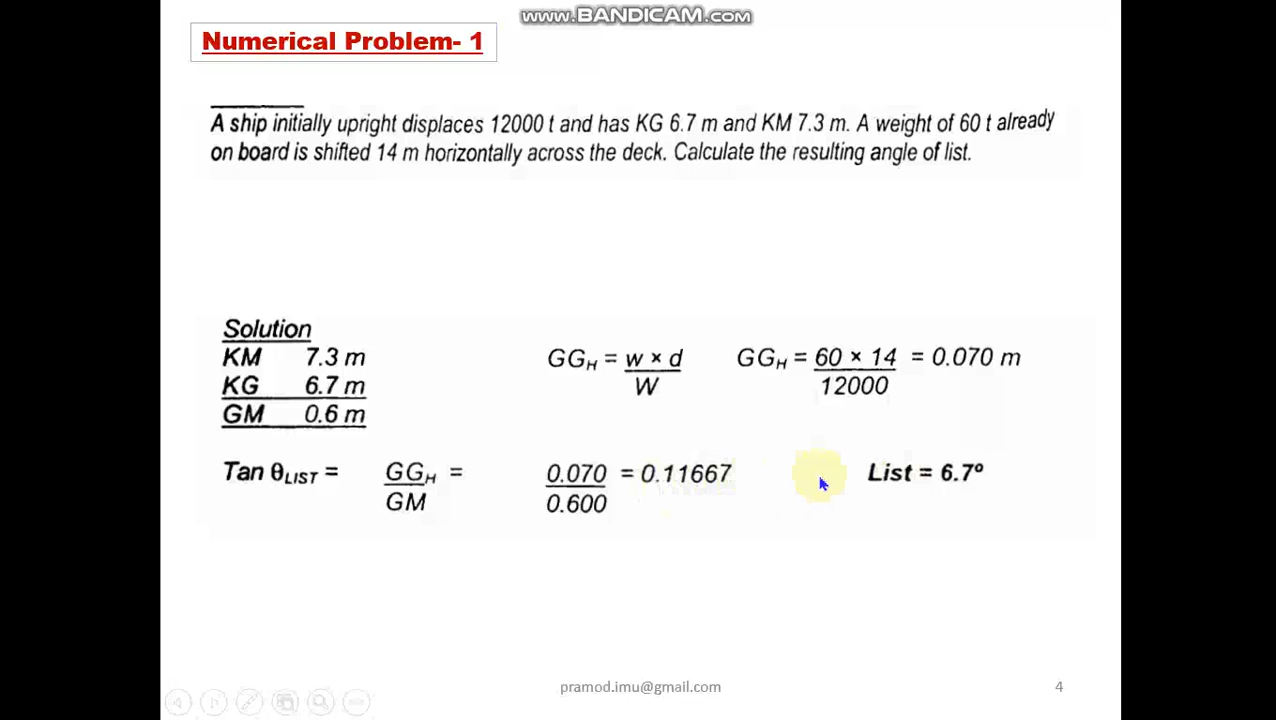 www.BANDICAM.com
Numerical Problem- 1
A ship initially upright displaces 12000 t and has KG 6.7 m and KM 7.3 m. A weight of 60 t already
on board is shifted 14 m horizontally across the deck. Calculate the resulting angle of list.
Solution
KM 7.3 m GGH = w × d GGH = 60 × 14 = 0.070 m
KG 6.7 m W 12000
GM 0.6 m
Tan θLIST = GGH = 0.070 = 0.11667 List = 6.7º
GM 0.600
pramod.imu@gmail.com 4